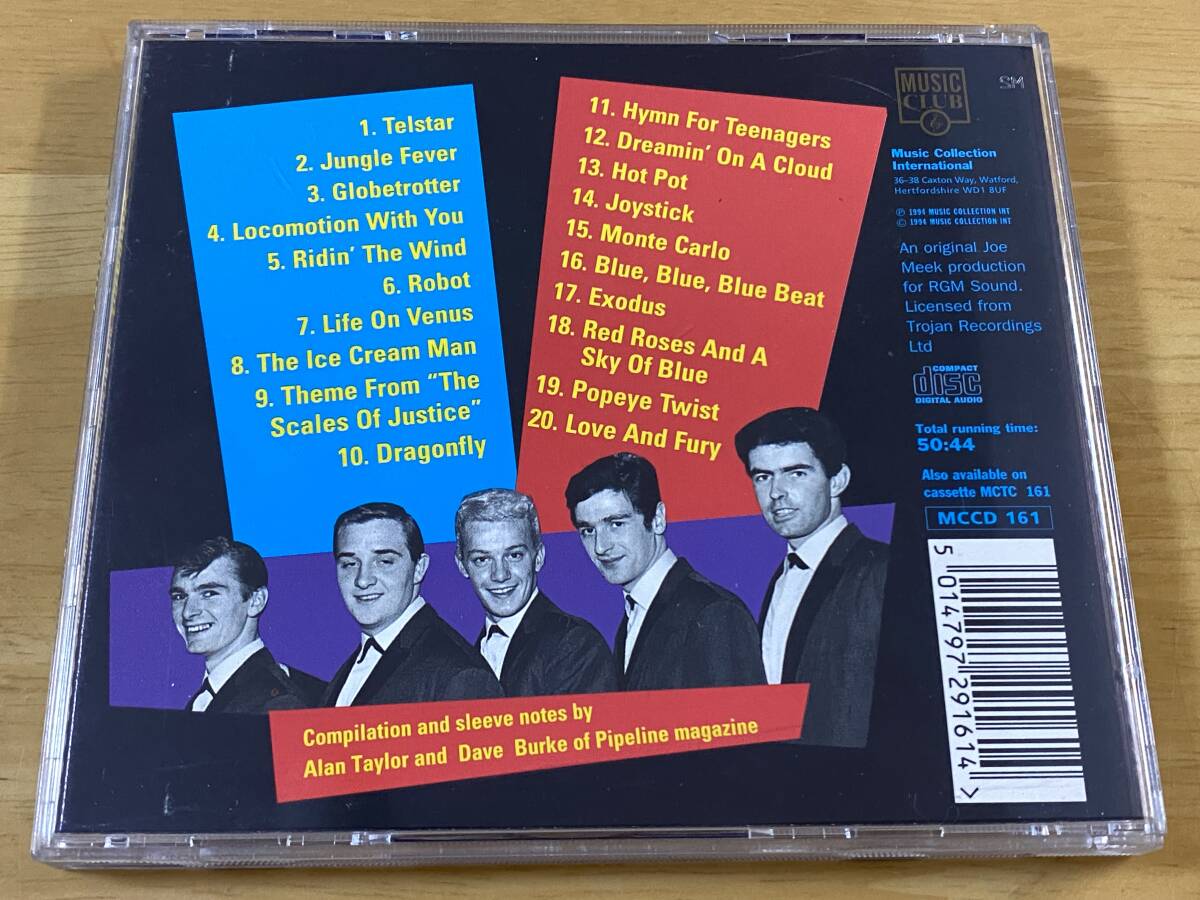 1. Telstar
2. Jungle Fever
3. Globetrotter
4. Locomotion With You
5. Ridin' The Wind
6. Robot
7. Life On Venus
8. The Ice Cream Man
9. Theme From "The
Scales Of Justice"
10. Dragonfly
11. Hymn For Teenagers
12. Dreamin' On A Cloud
13. Hot Pot
14. Joystick
15. Monte Carlo
16. Blue, Blue, Blue Beat
17. Exodus
18. Red Roses And A
Sky Of Blue
19. Popeye Twist
20. Love And Fury
Compilation and sleeve notes by
Alan Taylor and Dave Burke of Pipeline magazine
MUSIC
CLUB
SM
Music Collection
International
36–38 Caxton Way, Watford,
Hertfordshire WD1 8UF
℗ 1994 MUSIC COLLECTION INT
© 1994 MUSIC COLLECTION INT
An original Joe
Meek production
for RGM Sound.
Licensed from
Trojan Recordings
Ltd
COMPACT
disc
DIGITAL AUDIO
Total running time:
50:44
Also available on
cassette MCTC 161
MCCD 161
5 014797 291614 >